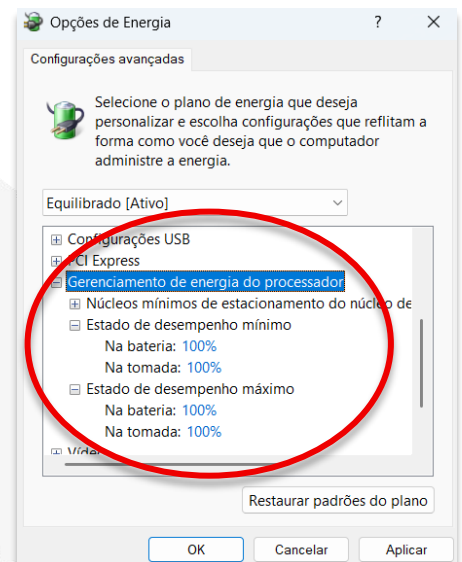 Opções de Energia ? ×
Configurações avançadas
Selecione o plano de energia que deseja
personalizar e escolha configurações que reflitam a
forma como você deseja que o computador
administre a energia.
Equilibrado [Ativo]
Configurações USB
PCI Express
Gerenciamento de energia do processador
Núcleos mínimos de estacionamento do núcleo de
Estado de desempenho mínimo
Na bateria: 100%
Na tomada: 100%
Estado de desempenho máximo
Na bateria: 100%
Na tomada: 100%
Vídeo
Restaurar padrões do plano
OK Cancelar Aplicar